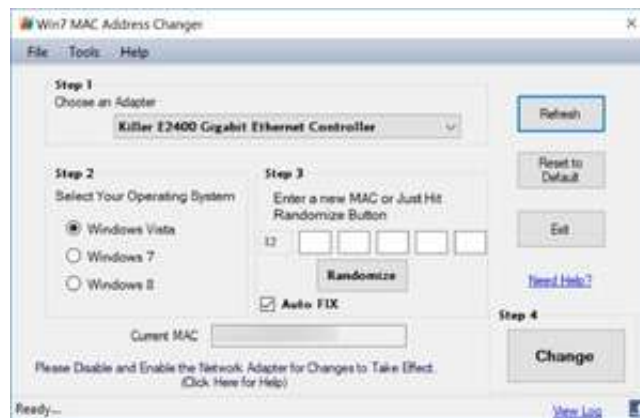 Win7 MAC Address Changer
File Tools Help
Step 1
Choose an Adapter
Killer E2400 Gigabit Ethernet Controller
Refresh
Reset to
Default
Exit
Need Help?
Step 2
Select Your Operating System
Windows Vista
Windows 7
Windows 8
Step 3
Enter a new MAC or Just Hit
Randomize Button
12
Randomize
Auto FIX
Current MAC
Please Disable and Enable the Network Adapter for Changes to Take Effect.
(Click Here for Help)
Step 4
Change
Ready...
View Log